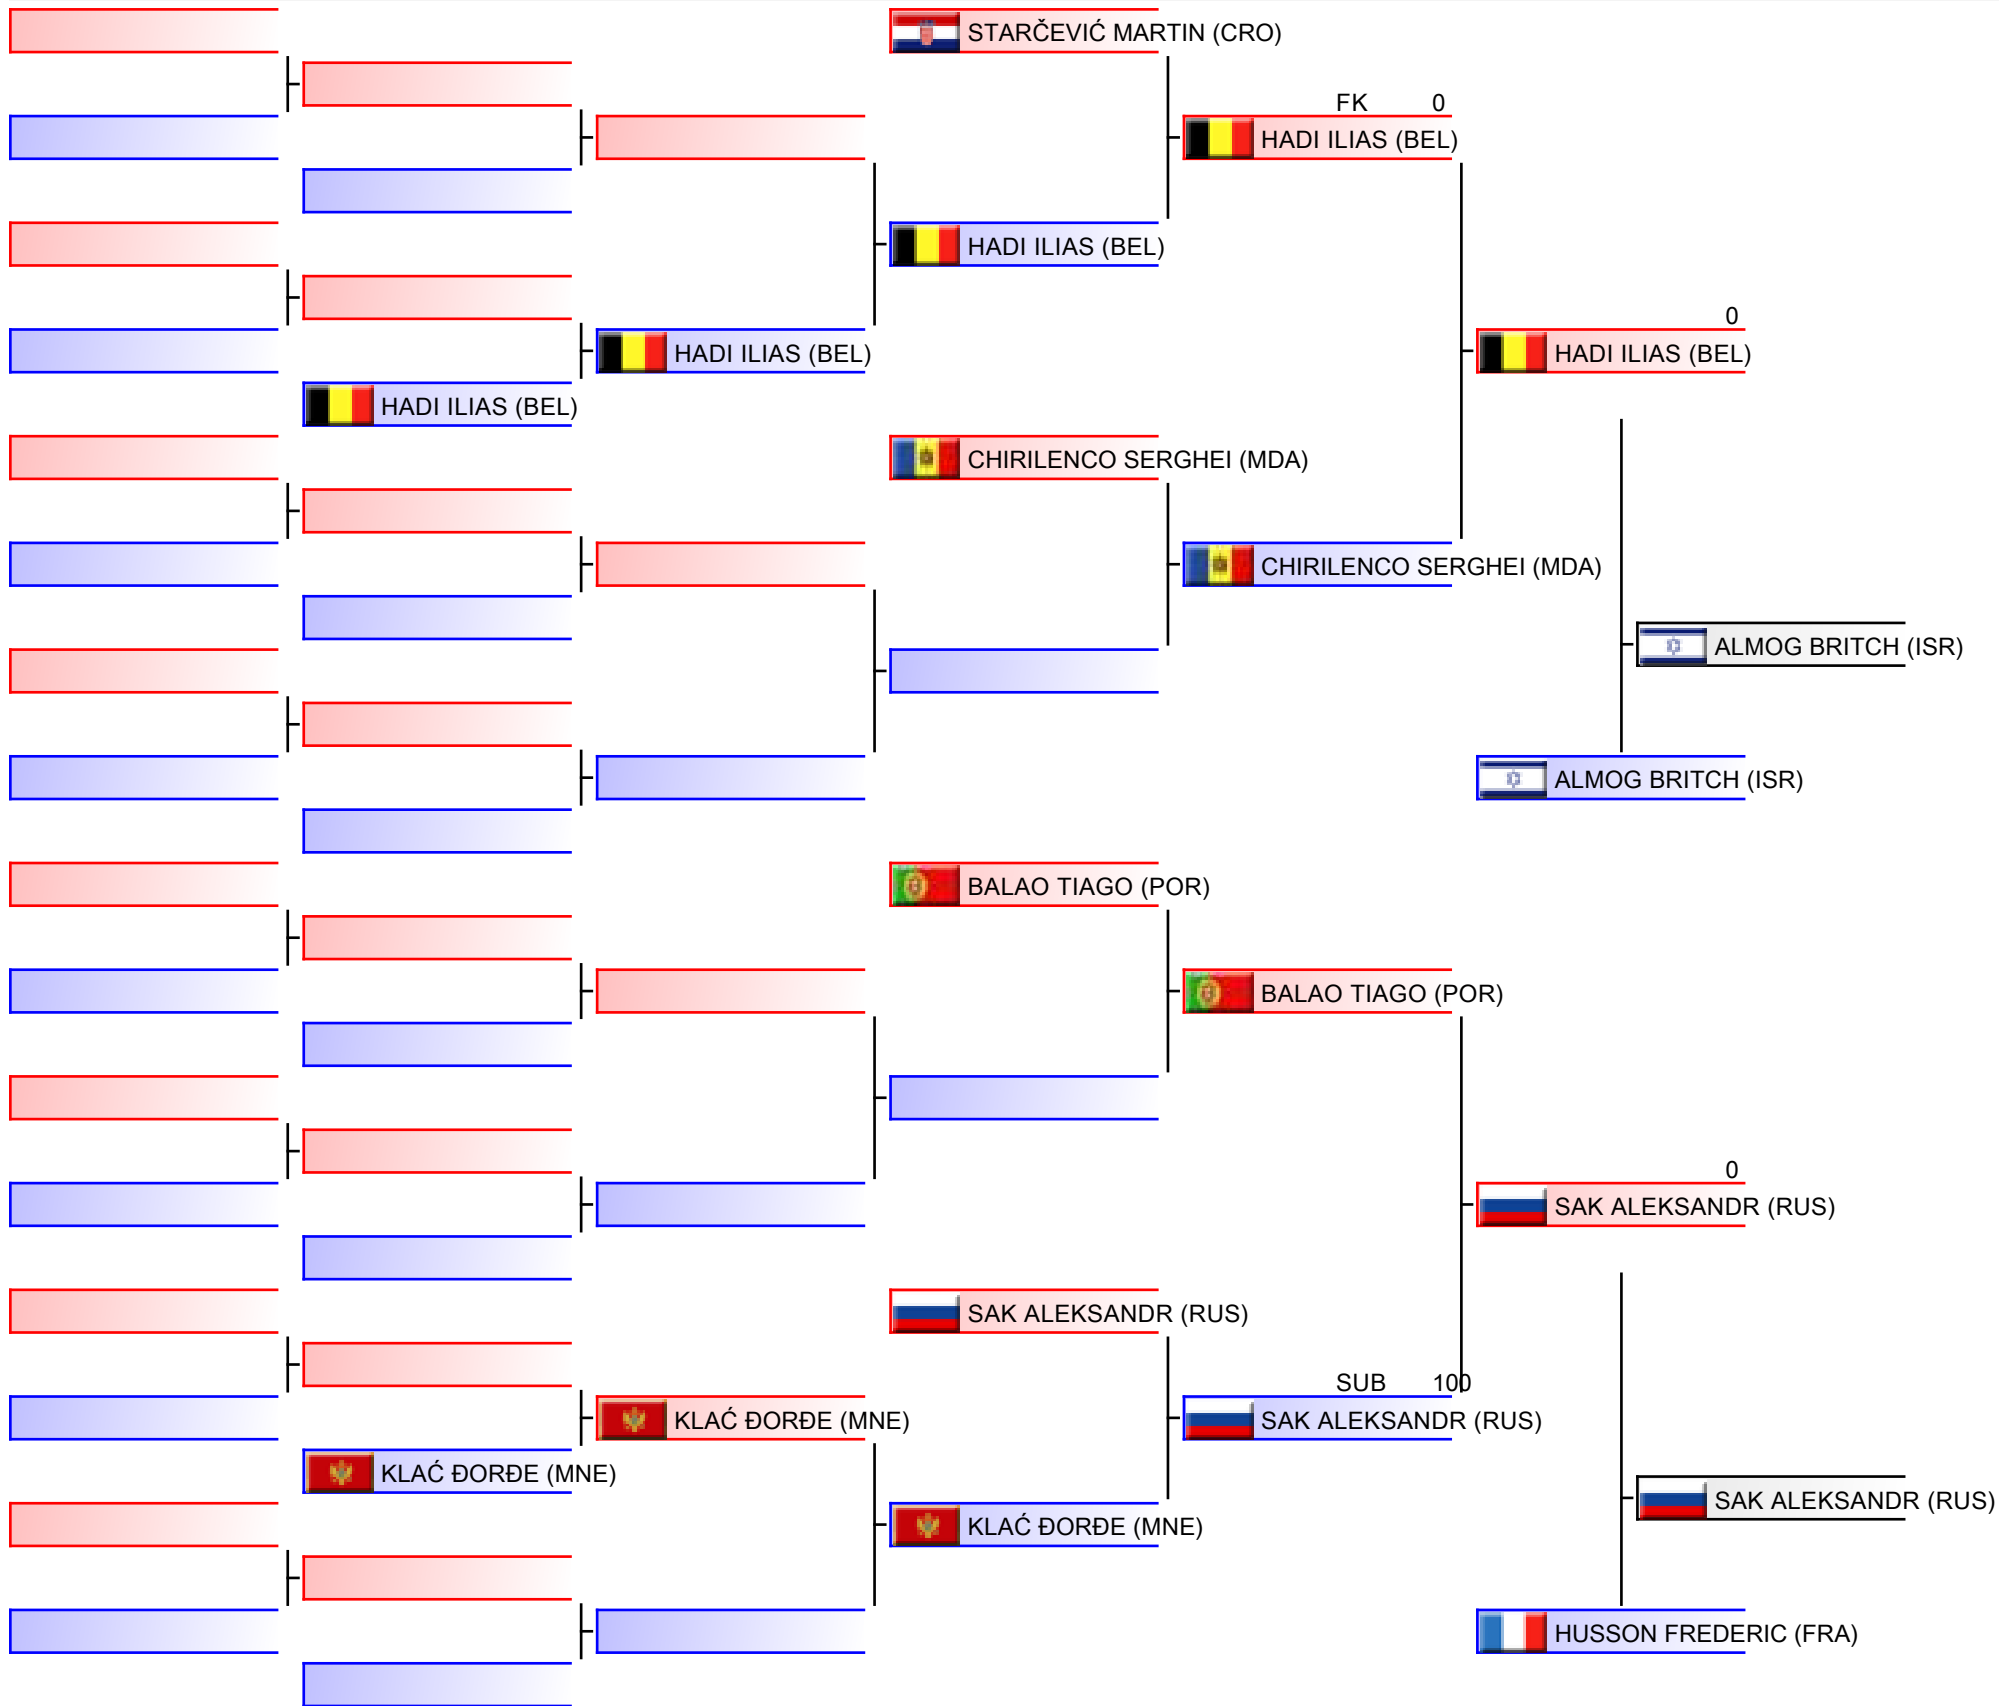 STARČEVIĆ MARTIN (CRO)
FK 0
HADI ILIAS (BEL)
HADI ILIAS (BEL)
0
HADI ILIAS (BEL)
HADI ILIAS (BEL)
HADI ILIAS (BEL)
CHIRILENCO SERGHEI (MDA)
CHIRILENCO SERGHEI (MDA)
ALMOG BRITCH (ISR)
ALMOG BRITCH (ISR)
BALAO TIAGO (POR)
BALAO TIAGO (POR)
0
SAK ALEKSANDR (RUS)
SAK ALEKSANDR (RUS)
SUB 100
KLAĆ ĐORĐE (MNE)
SAK ALEKSANDR (RUS)
KLAĆ ĐORĐE (MNE)
SAK ALEKSANDR (RUS)
KLAĆ ĐORĐE (MNE)
HUSSON FREDERIC (FRA)